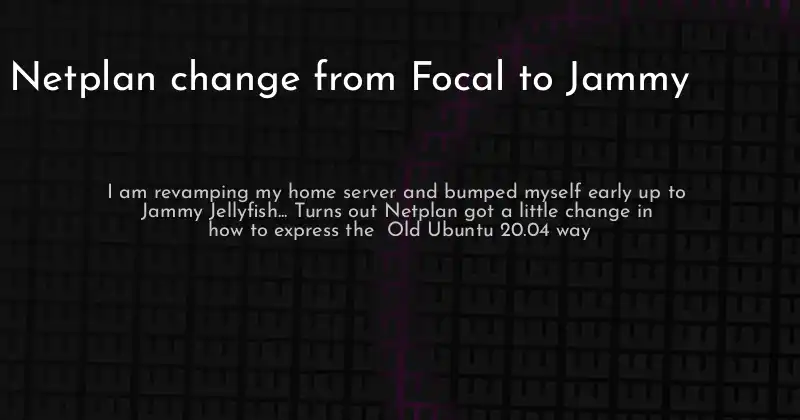 Netplan change from Focal to Jammy
I am revamping my home server and bumped myself early up to
Jammy Jellyfish... Turns out Netplan got a little change in
how to express the  Old Ubuntu 20.04 way